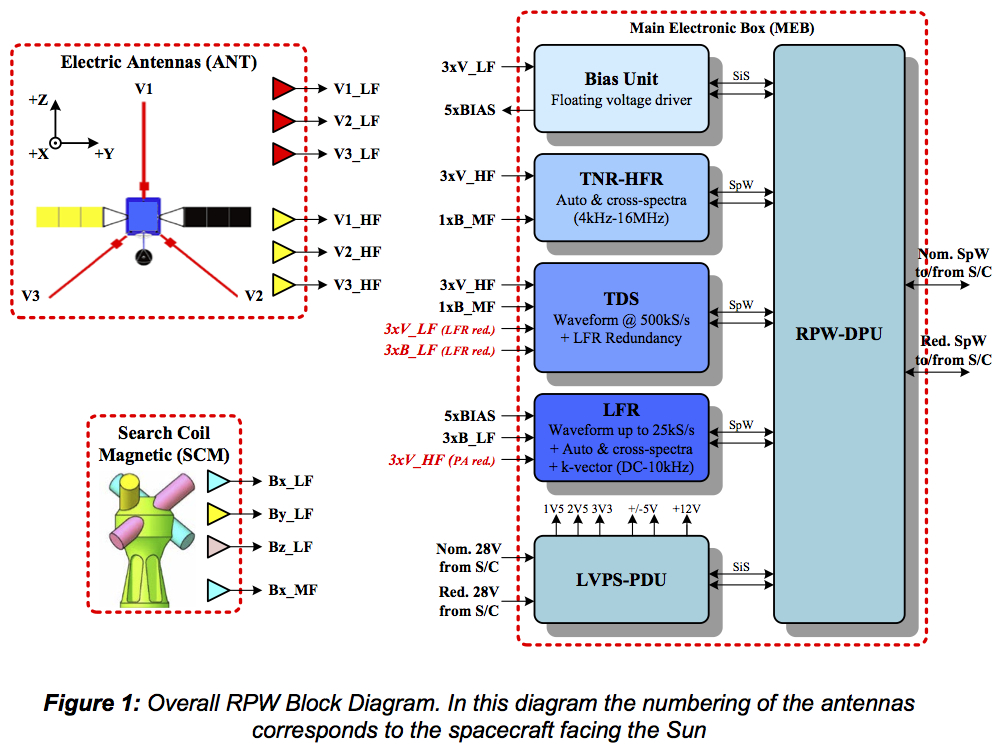 Electric Antennas (ANT)
V1
+Z
+X
+Y
V3
V2
V1_LF
V2_LF
V3_LF
V1_HF
V2_HF
V3_HF
Search Coil
Magnetic (SCM)
Bx_LF
By_LF
Bz_LF
Bx_MF
Main Electronic Box (MEB)
3xV_LF
5xBIAS
Bias Unit
Floating voltage driver
SiS
3xV_HF
1xB_MF
TNR-HFR
Auto & cross-spectra
(4kHz-16MHz)
SpW
3xV_HF
1xB_MF
3xV_LF (LFR red.)
3xB_LF (LFR red.)
TDS
Waveform @ 500kS/s
+ LFR Redundancy
SpW
5xBIAS
3xB_LF
3xV_HF (PA red.)
LFR
Waveform up to 25kS/s
+ Auto & cross-spectra
+ k-vector (DC-10kHz)
SpW
1V5
2V5
3V3
+/-5V
+12V
Nom. 28V
from S/C
Red. 28V
from S/C
LVPS-PDU
SiS
RPW-DPU
Nom. SpW
to/from S/C
Red. SpW
to/from S/C
Figure 1: Overall RPW Block Diagram. In this diagram the numbering of the antennas
corresponds to the spacecraft facing the Sun